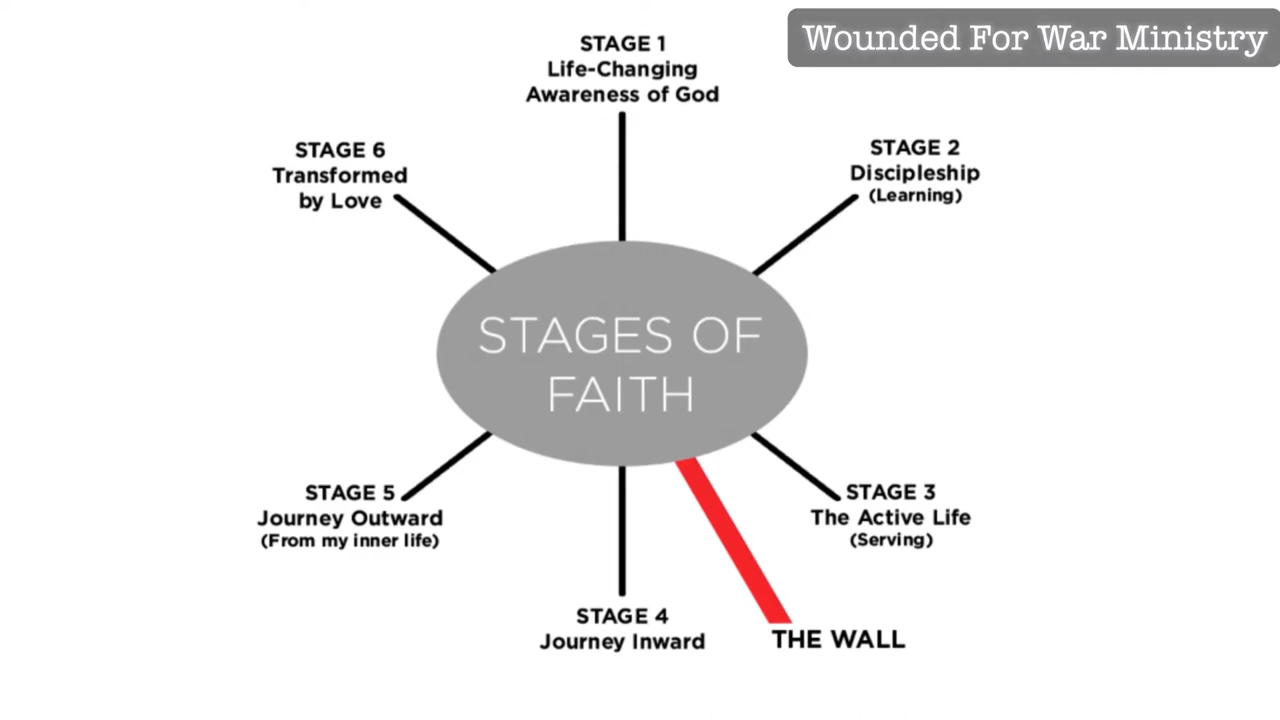 Wounded For War Ministry
STAGE 1
Life-Changing
Awareness of God
STAGE 2
Discipleship
(Learning)
STAGE 3
The Active Life
(Serving)
THE WALL
STAGE 4
Journey Inward
STAGE 5
Journey Outward
(From my inner life)
STAGE 6
Transformed
by Love
STAGES OF
FAITH